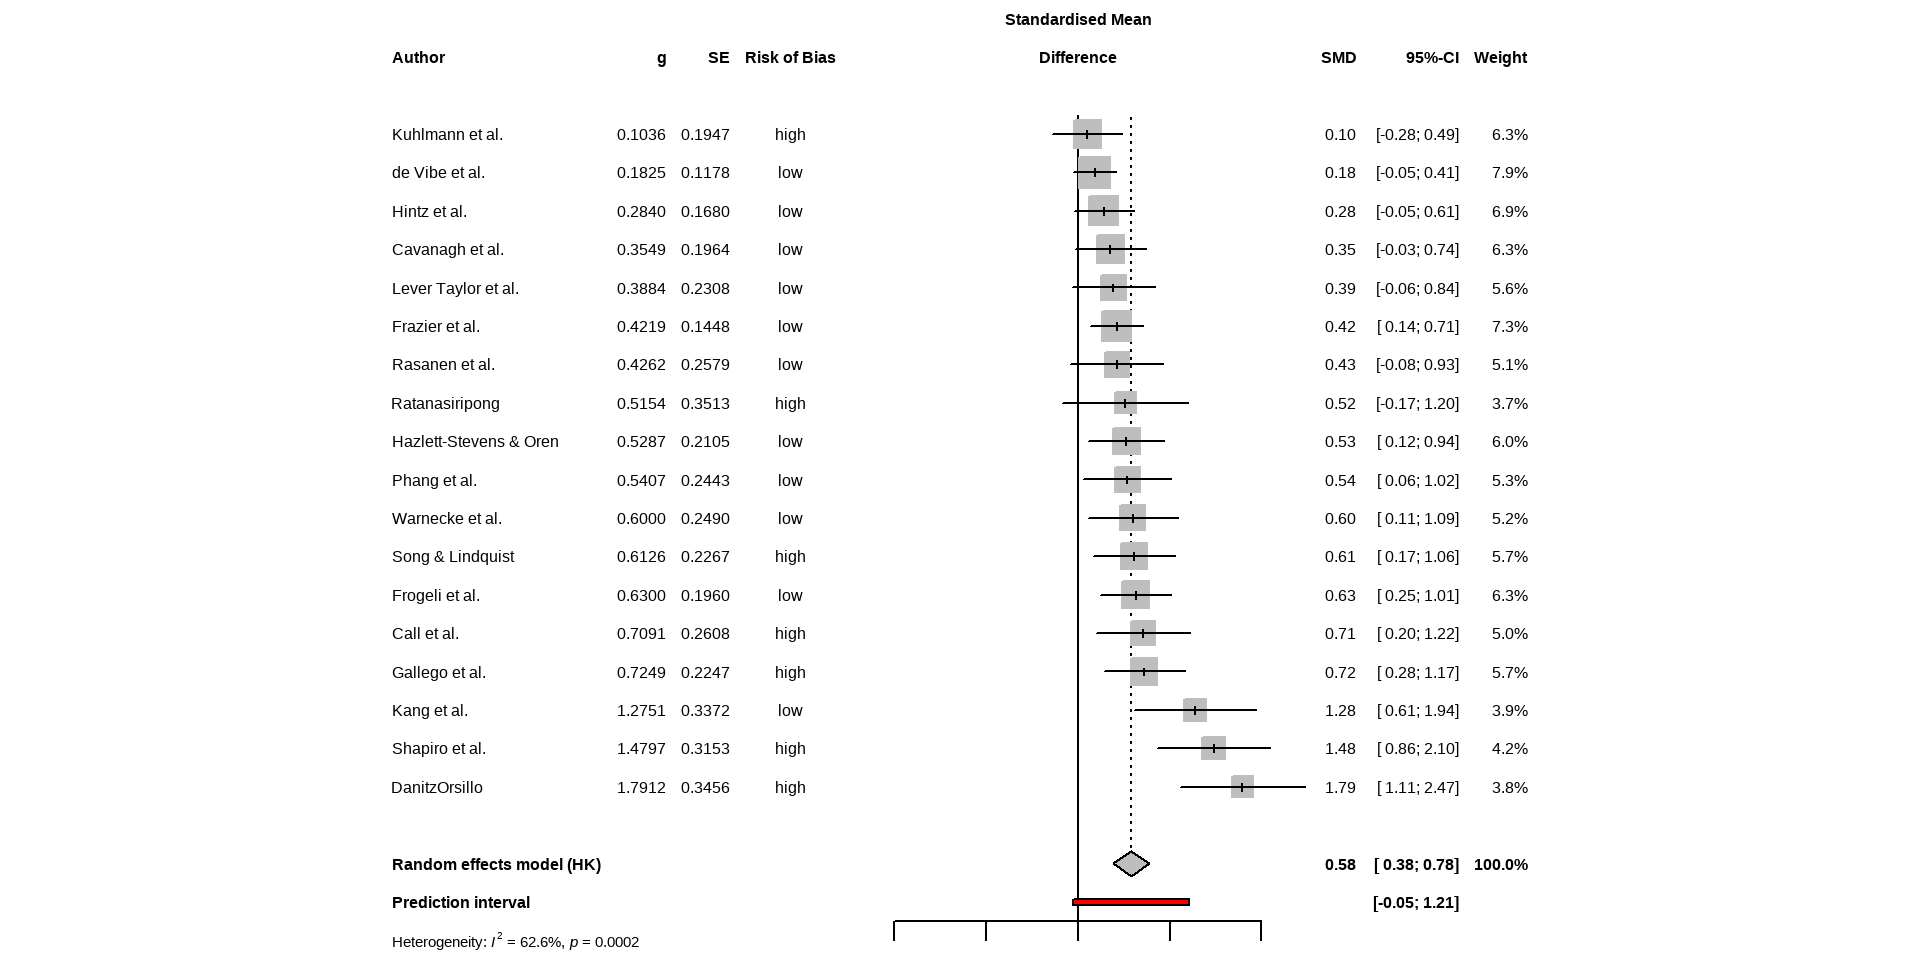 Standardised Mean
Author g SE Risk of Bias Difference SMD 95%-CI Weight
Kuhlmann et al. 0.1036 0.1947 high 0.10 [-0.28; 0.49] 6.3%
de Vibe et al. 0.1825 0.1178 low 0.18 [-0.05; 0.41] 7.9%
Hintz et al. 0.2840 0.1680 low 0.28 [-0.05; 0.61] 6.9%
Cavanagh et al. 0.3549 0.1964 low 0.35 [-0.03; 0.74] 6.3%
Lever Taylor et al. 0.3884 0.2308 low 0.39 [-0.06; 0.84] 5.6%
Frazier et al. 0.4219 0.1448 low 0.42 [ 0.14; 0.71] 7.3%
Rasanen et al. 0.4262 0.2579 low 0.43 [-0.08; 0.93] 5.1%
Ratanasiripong 0.5154 0.3513 high 0.52 [-0.17; 1.20] 3.7%
Hazlett-Stevens & Oren 0.5287 0.2105 low 0.53 [ 0.12; 0.94] 6.0%
Phang et al. 0.5407 0.2443 low 0.54 [ 0.06; 1.02] 5.3%
Warnecke et al. 0.6000 0.2490 low 0.60 [ 0.11; 1.09] 5.2%
Song & Lindquist 0.6126 0.2267 high 0.61 [ 0.17; 1.06] 5.7%
Frogeli et al. 0.6300 0.1960 low 0.63 [ 0.25; 1.01] 6.3%
Call et al. 0.7091 0.2608 high 0.71 [ 0.20; 1.22] 5.0%
Gallego et al. 0.7249 0.2247 high 0.72 [ 0.28; 1.17] 5.7%
Kang et al. 1.2751 0.3372 low 1.28 [ 0.61; 1.94] 3.9%
Shapiro et al. 1.4797 0.3153 high 1.48 [ 0.86; 2.10] 4.2%
DanitzOrsillo 1.7912 0.3456 high 1.79 [ 1.11; 2.47] 3.8%
Random effects model (HK) 0.58 [ 0.38; 0.78] 100.0%
Prediction interval [-0.05; 1.21]
Heterogeneity: I² = 62.6%, p = 0.0002